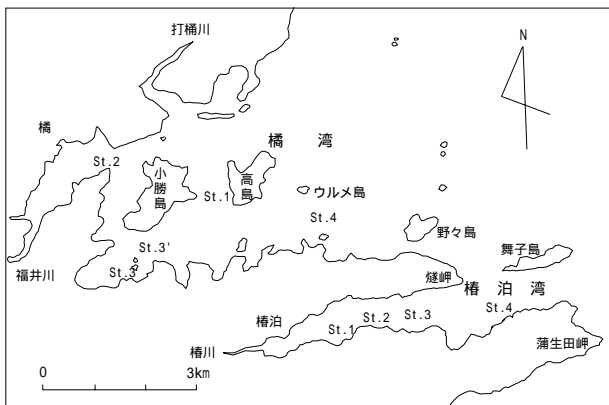 打桶川
N
橘
橘 湾
St.2
小勝島
高島
St.1
ウルメ島
St.4
野々島
舞子島
St.3'
St.3
福井川
燧岬
椿 泊 湾
椿泊
St.1
St.2
St.3
St.4
椿川
蒲生田岬
0
3km